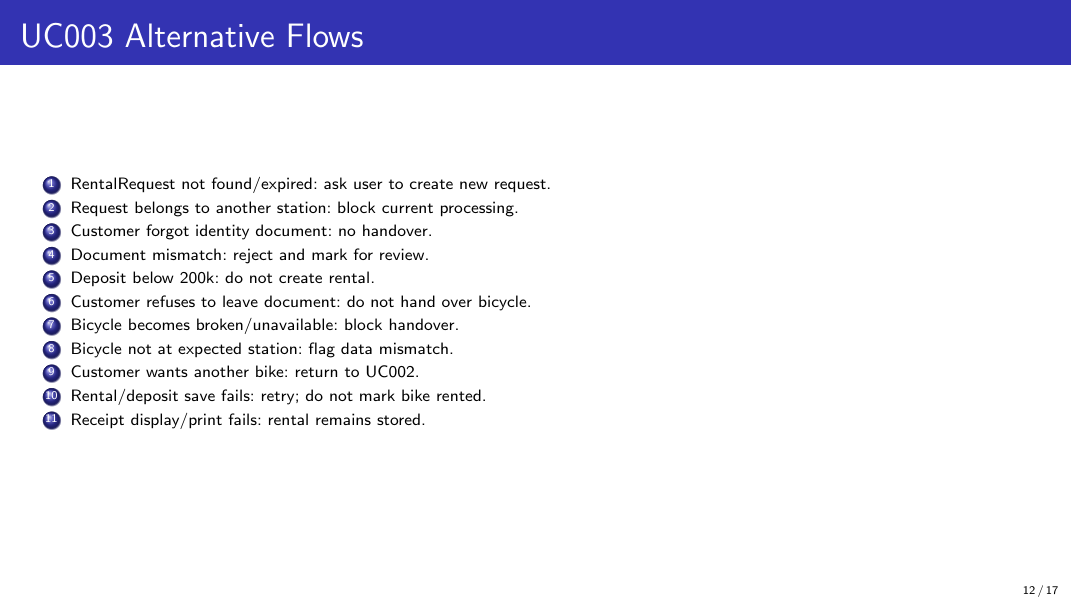 UC003 Alternative Flows
1 RentalRequest not found/expired: ask user to create new request.
2 Request belongs to another station: block current processing.
3 Customer forgot identity document: no handover.
4 Document mismatch: reject and mark for review.
5 Deposit below 200k: do not create rental.
6 Customer refuses to leave document: do not hand over bicycle.
7 Bicycle becomes broken/unavailable: block handover.
8 Bicycle not at expected station: flag data mismatch.
9 Customer wants another bike: return to UC002.
10 Rental/deposit save fails: retry; do not mark bike rented.
11 Receipt display/print fails: rental remains stored.
12 / 17